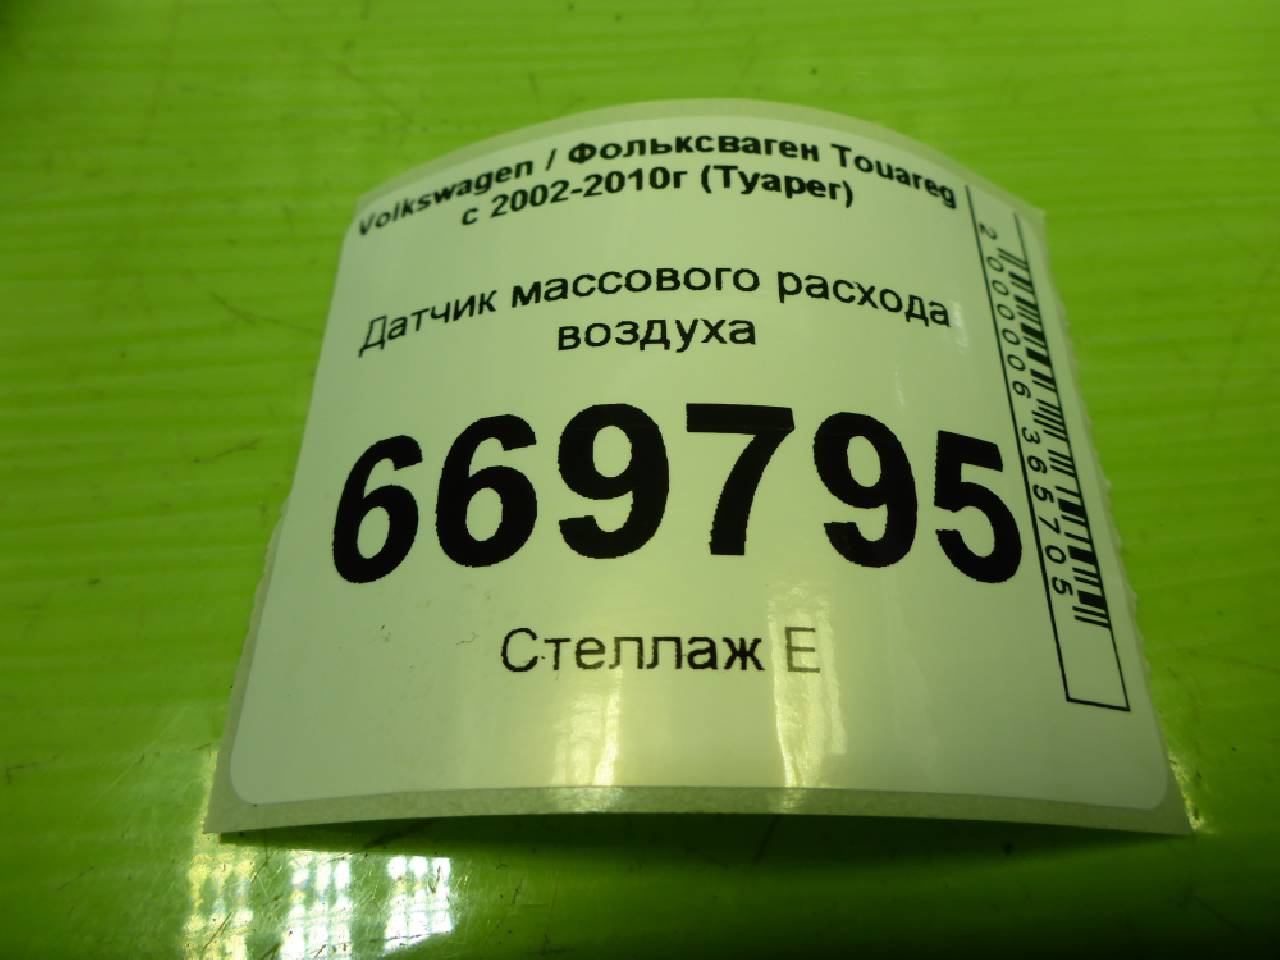 Volkswagen / Фольксваген Touareg
с 2002-2010г (Туарег)
Датчик массового расхода
воздуха
669795
Стеллаж Е
2000006365705